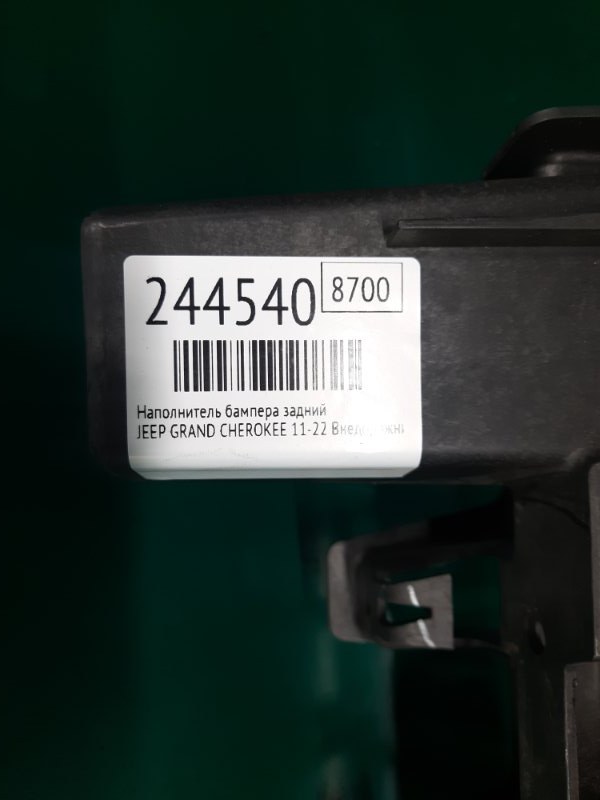 244540 8700
Наполнитель бампера задний
JEEP GRAND CHEROKEE 11-22